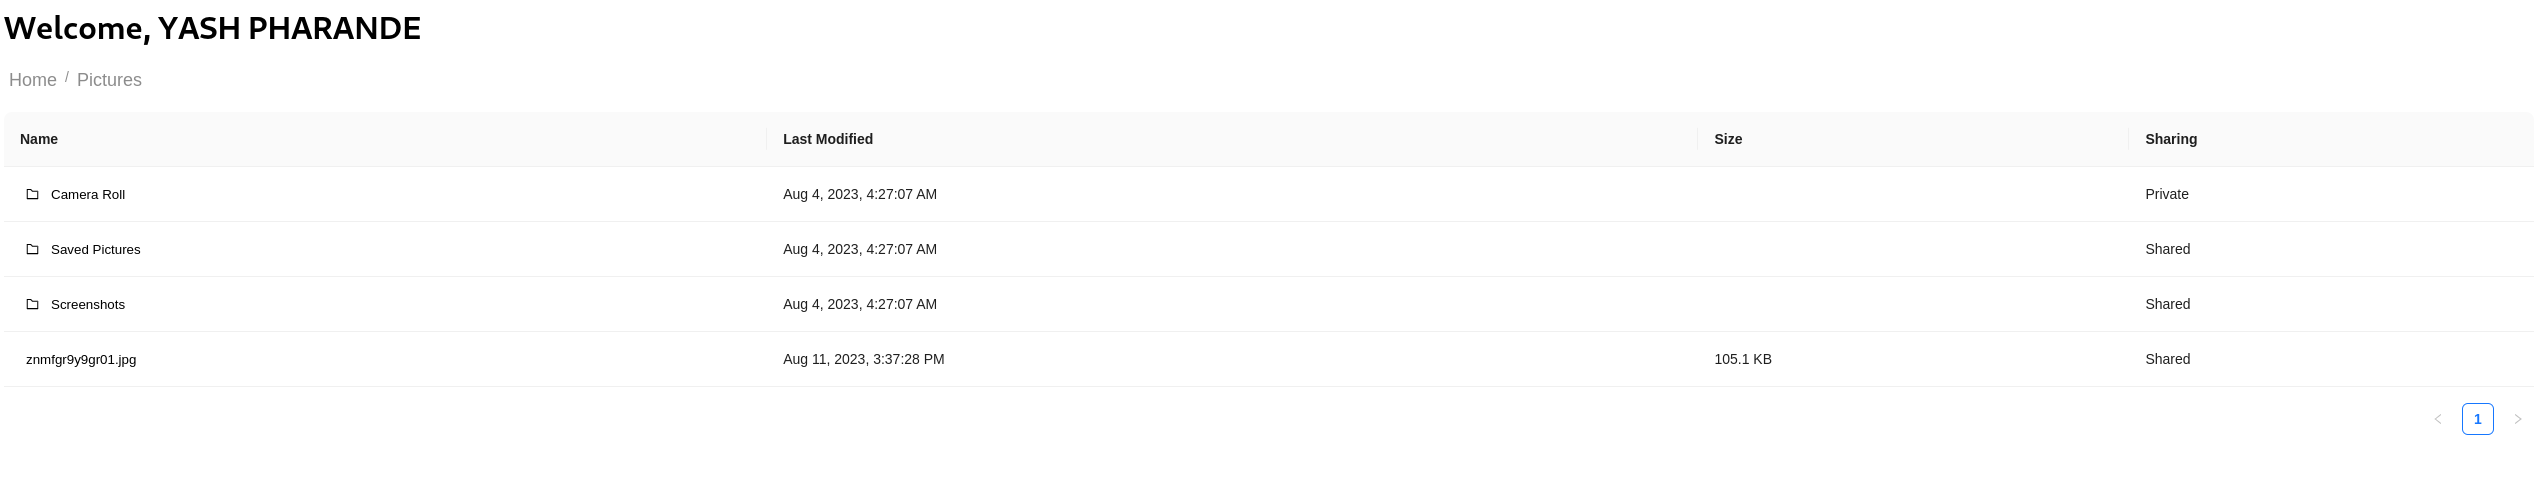 Welcome, YASH PHARANDE
Home / Pictures
Name Last Modified Size Sharing
Camera Roll Aug 4, 2023, 4:27:07 AM Private
Saved Pictures Aug 4, 2023, 4:27:07 AM Shared
Screenshots Aug 4, 2023, 4:27:07 AM Shared
znmfgr9y9gr01.jpg Aug 11, 2023, 3:37:28 PM 105.1 KB Shared
1